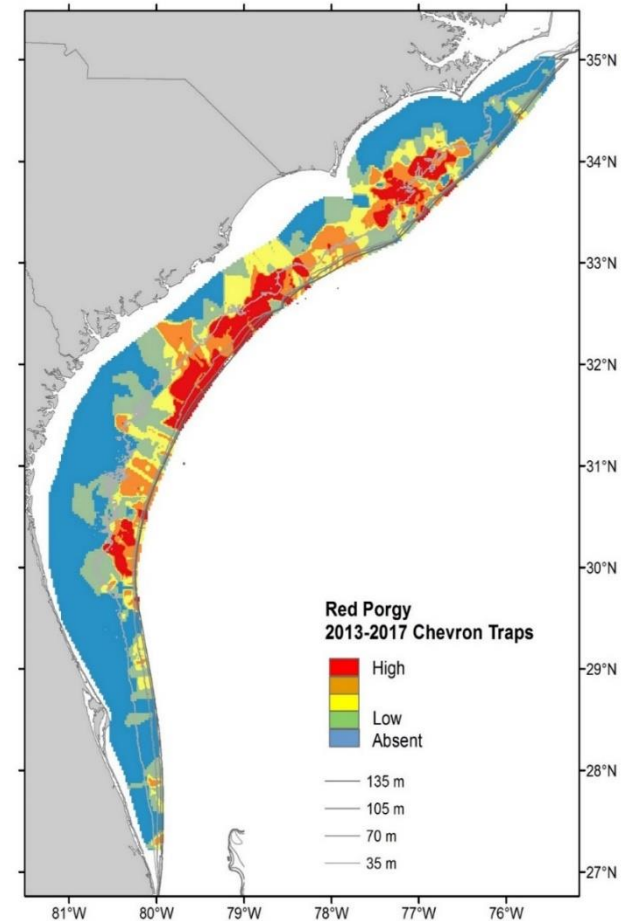 35°N
34°N
33°N
32°N
31°N
30°N
29°N
28°N
27°N
Red Porgy
2013-2017 Chevron Traps
High
Low
Absent
135 m
105 m
70 m
35 m
81°W 80°W 79°W 78°W 77°W 76°W